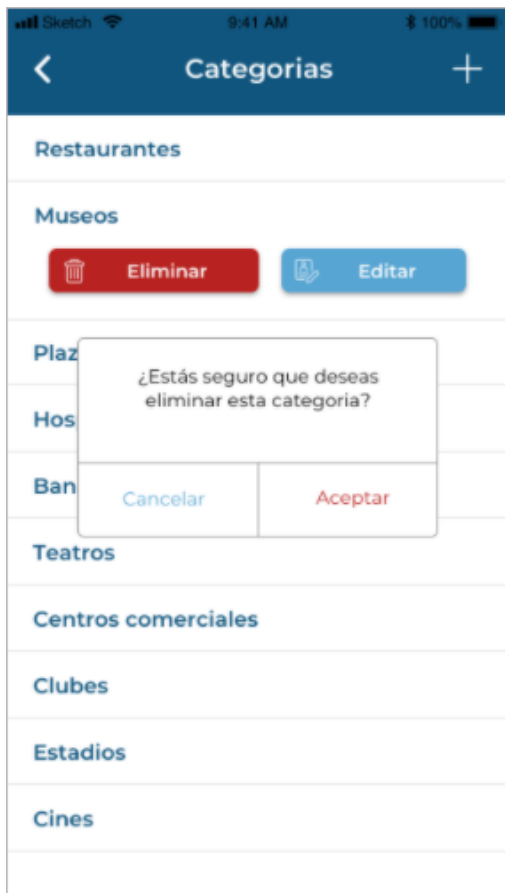 Sketch 9:41 AM 100%
Categorias
Restaurantes
Museos
Eliminar Editar
Plaz
¿Estás seguro que deseas
eliminar esta categoria?
Hos
Ban
Cancelar Aceptar
Teatros
Centros comerciales
Clubes
Estadios
Cines